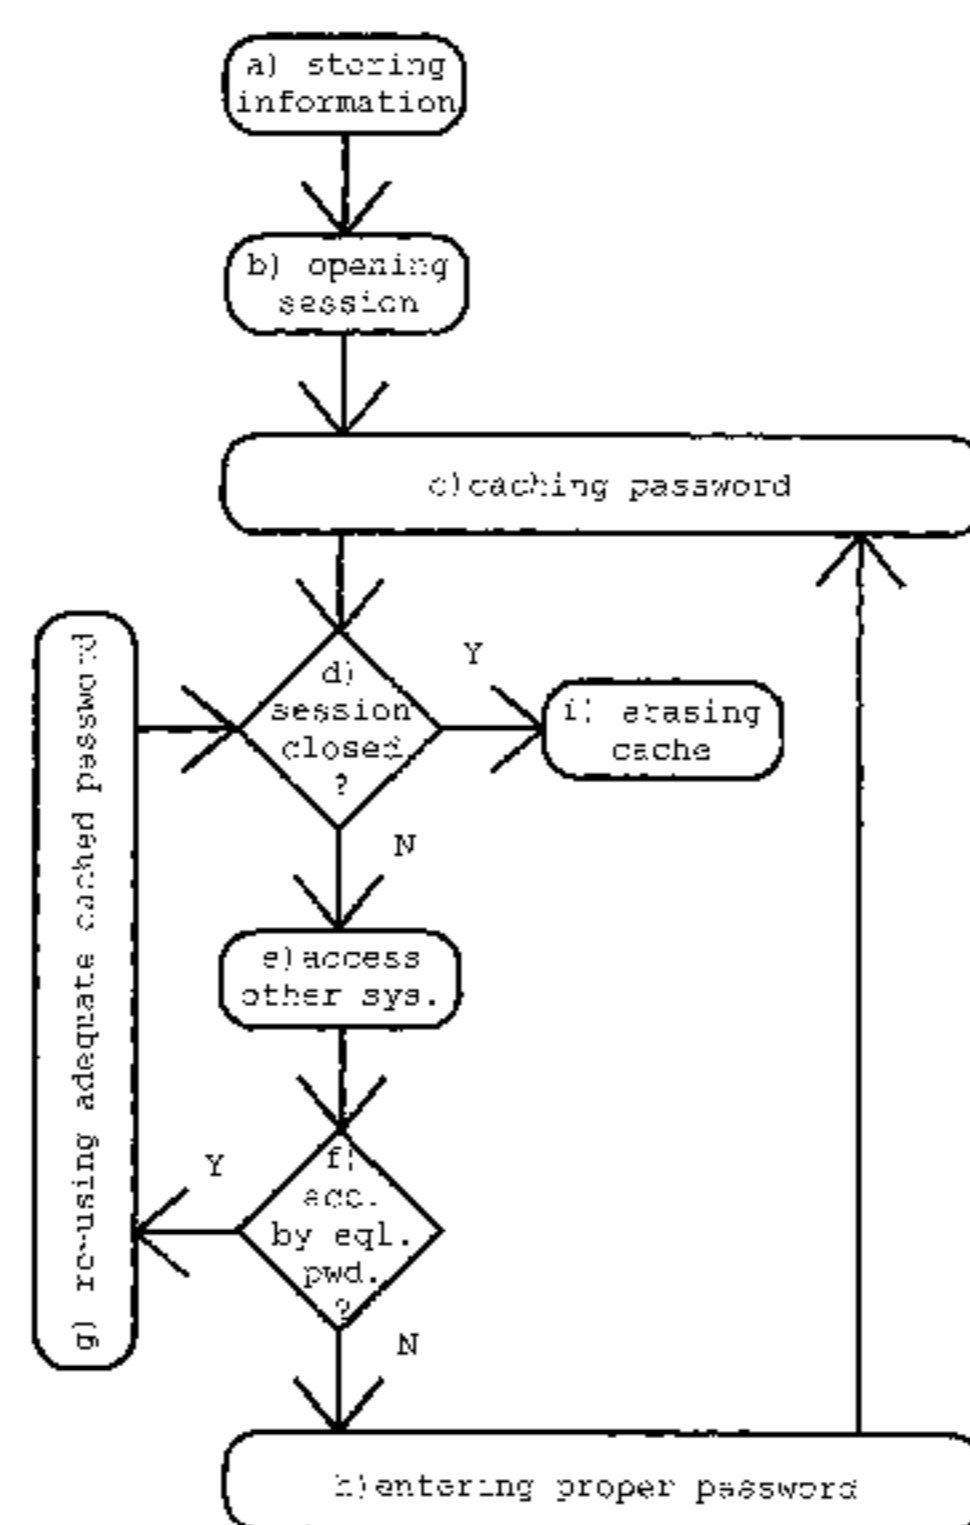 a) storing
information
b) opening
session
c)caching password
d)
session
closed
?
Y
i) erasing
cache
N
e)access
other sys.
f)
acc.
by eql.
pwd.
?
Y
g) re-using adequate cached password
N
h)entering proper password